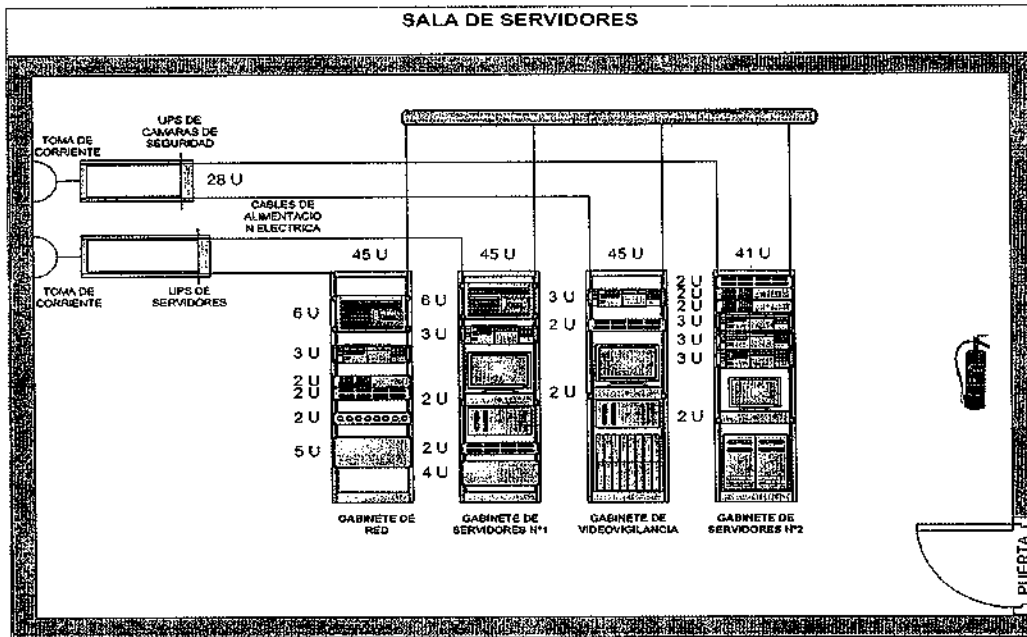 SALA DE SERVIDORES
UPS DE
CAMARAS DE
SEGURIDAD
TOMA DE
CORRIENTE
28 U
CABLES DE
ALIMENTACIO
N ELECTRICA
TOMA DE
CORRIENTE
UPS DE
SERVIDORES
45 U
45 U
45 U
41 U
6 U
3 U
2 U
2 U
2 U
5 U
6 U
3 U
2 U
2 U
4 U
3 U
2 U
2 U
2 U
2 U
2 U
3 U
3 U
3 U
2 U
GABINETE DE
RED
GABINETE DE
SERVIDORES N°1
GABINETE DE
VIDEOVIGILANCIA
GABINETE DE
SERVIDORES N°2
PUERTA